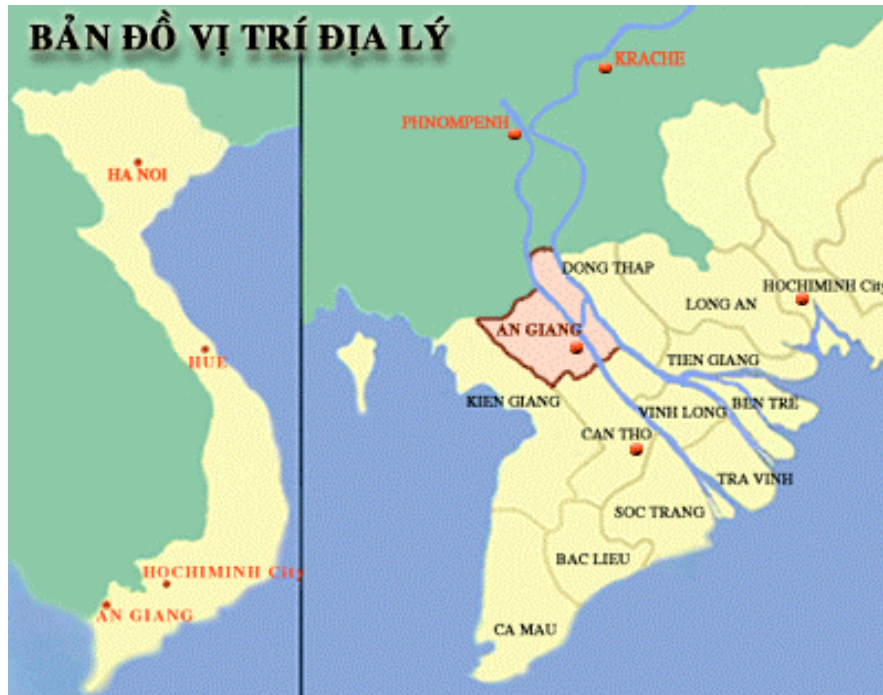 BẢN ĐỒ VỊ TRÍ ĐỊA LÝ
HA NOI
HUE
HOCHIMINH City
AN GIANG
KRACHE
PHNOMPENH
DONG THAP
HOCHIMINH City
LONG AN
AN GIANG
TIEN GIANG
KIEN GIANG
BEN TRE
VINH LONG
CAN THO
TRA VINH
SOC TRANG
BAC LIEU
CA MAU